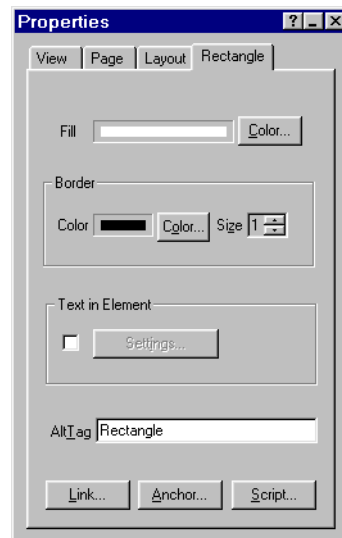 Properties
View Page Layout Rectangle
Fill Color...
Border
Color Color... Size 1
Text in Element
Settings...
AltTag Rectangle
Link... Anchor... Script...